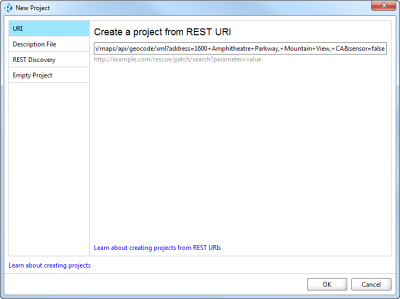 New Project
URI
Description File
REST Discovery
Empty Project
Create a project from REST URI
/maps/api/geocode/xml?address=1600+Amphitheatre+Parkway,+Mountain+View,+CA&sensor=false
http://example.com/rescue/patch/search?parameter=value
Learn about creating projects from REST URIs
Learn about creating projects
OK
Cancel